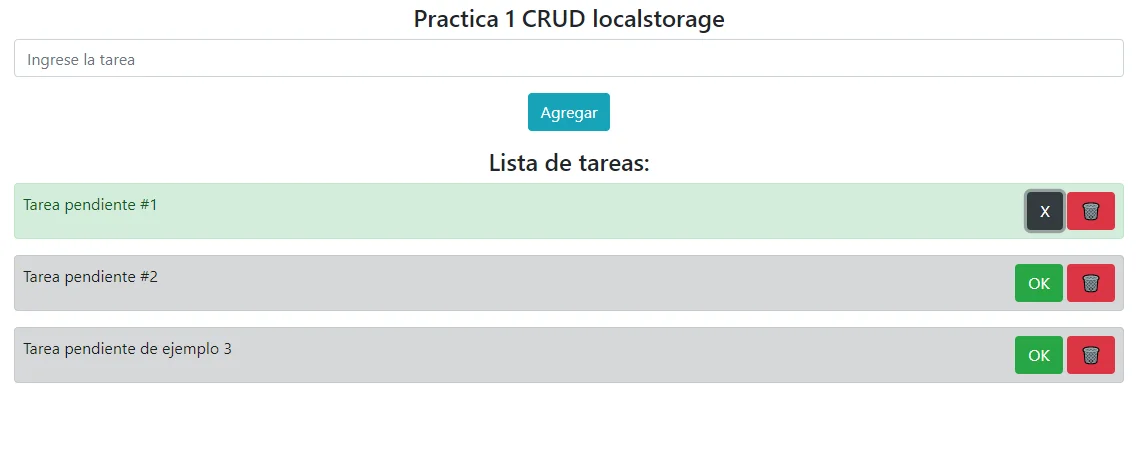 Practica 1 CRUD localstorage
Ingrese la tarea
Agregar
Lista de tareas:
Tarea pendiente #1
X
Tarea pendiente #2
OK
Tarea pendiente de ejemplo 3
OK